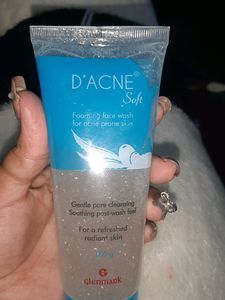 D'ACNE®
Soft
Foaming face wash
for acne prone skin
Gentle pore cleansing
Soothing post-wash feel
For a refreshed
radiant skin
Glenmark